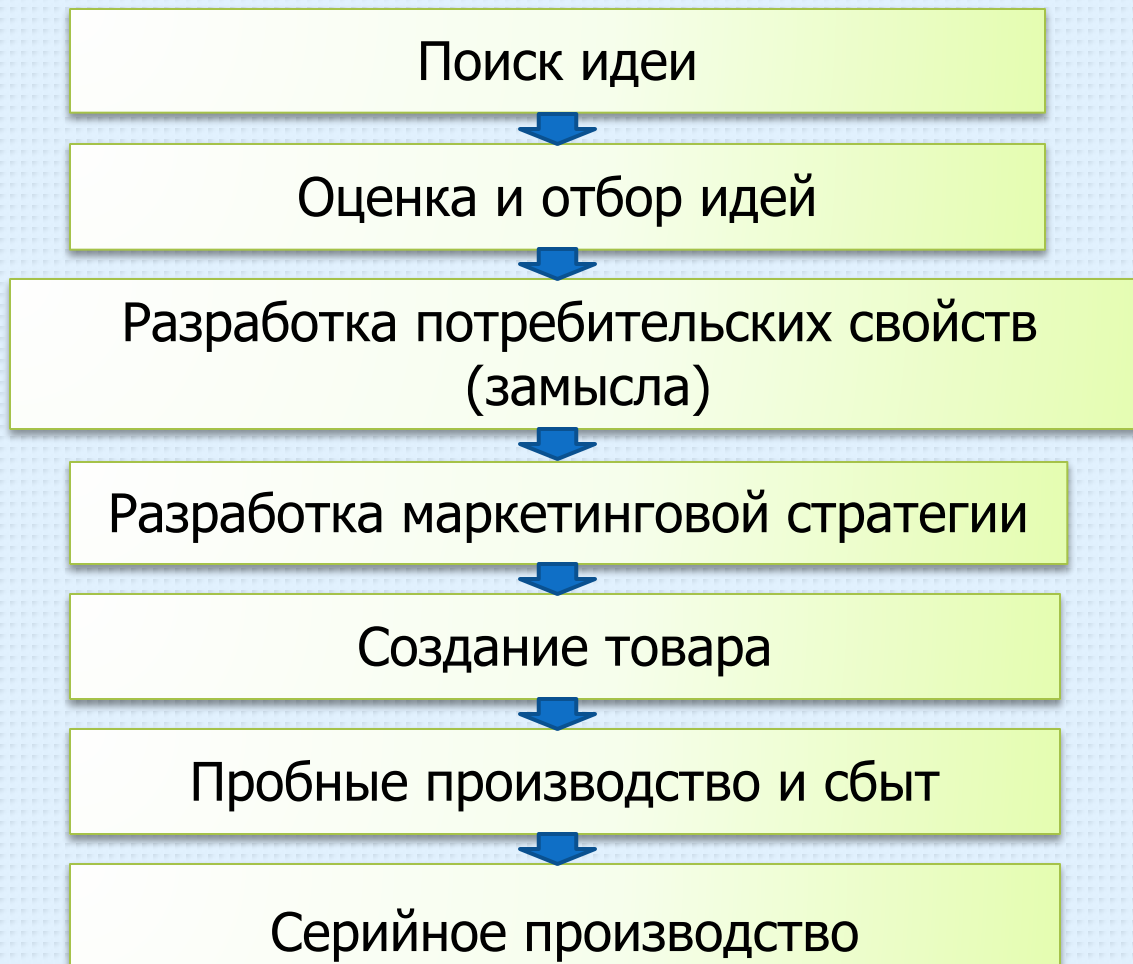 Поиск идеи
Оценка и отбор идей
Разработка потребительских свойств
(замысла)
Разработка маркетинговой стратегии
Создание товара
Пробные производство и сбыт
Серийное производство